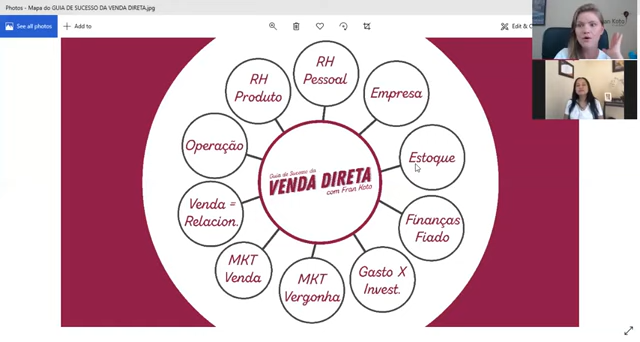 Photos - Mapa do GUIA DE SUCESSO DA VENDA DIRETA.jpg
See all photos
+ Add to
Edit & C
Fran Koto
RH
Pessoal
RH
Produto
Empresa
Operação
Estoque
Guia de Sucesso da
VENDA DIRETA
com Fran Koto
Venda =
Relacion.
Finanças
Fiado
MKT
Venda
MKT
Vergonha
Gasto X
Invest.